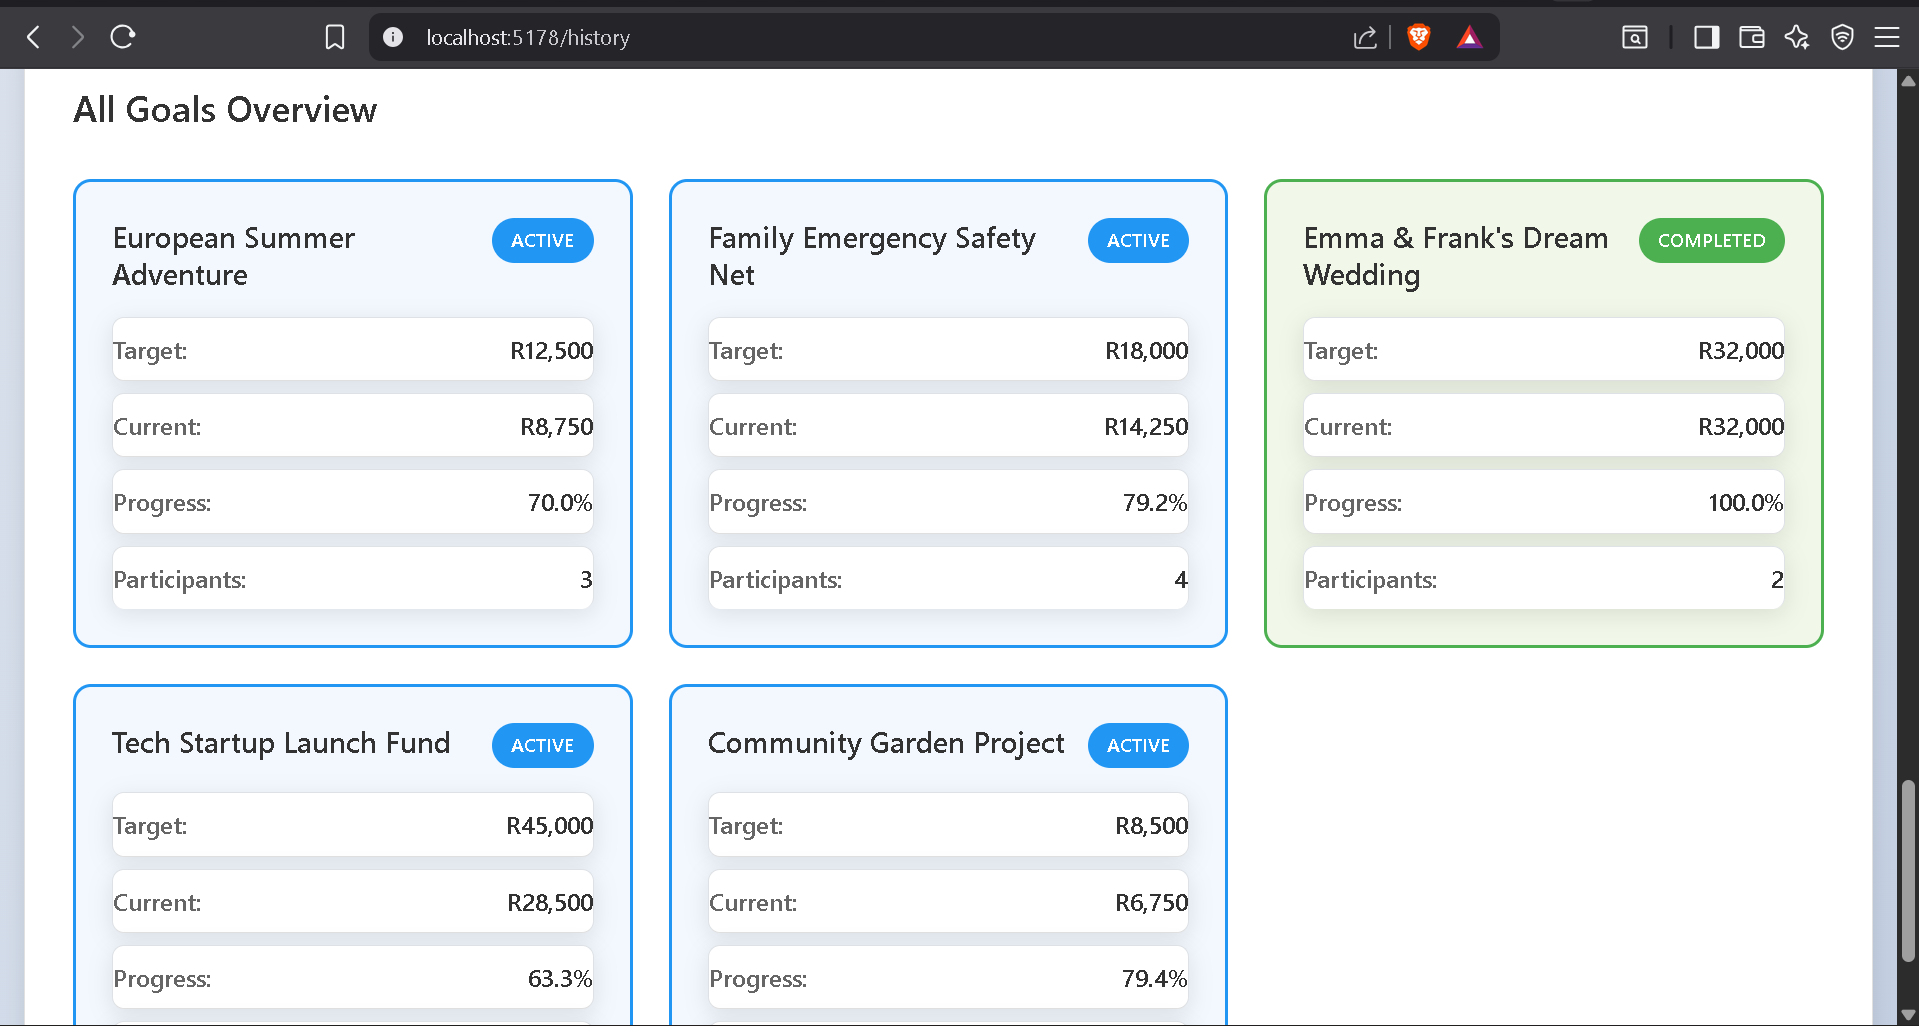 localhost:5178/history
All Goals Overview
European Summer
Adventure
ACTIVE
Target: R12,500
Current: R8,750
Progress: 70.0%
Participants: 3
Family Emergency Safety
Net
ACTIVE
Target: R18,000
Current: R14,250
Progress: 79.2%
Participants: 4
Emma & Frank's Dream
Wedding
COMPLETED
Target: R32,000
Current: R32,000
Progress: 100.0%
Participants: 2
Tech Startup Launch Fund
ACTIVE
Target: R45,000
Current: R28,500
Progress: 63.3%
Community Garden Project
ACTIVE
Target: R8,500
Current: R6,750
Progress: 79.4%